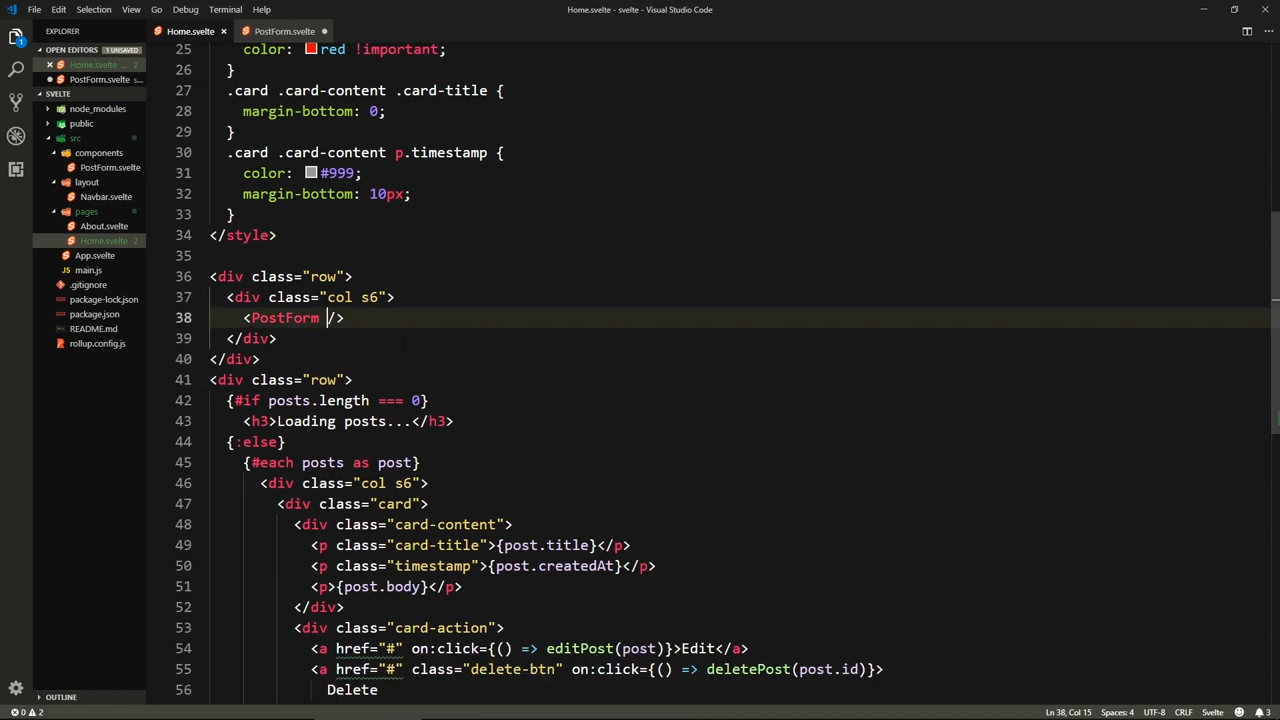 File Edit Selection View Go Debug Terminal Help
Home.svelte - svelte - Visual Studio Code
EXPLORER
OPEN EDITORS 1 UNSAVED
Home.svelte ... 2
PostForm.svelte s...
SVELTE
node_modules
public
src
components
PostForm.svelte
layout
Navbar.svelte
pages
About.svelte
Home.svelte 2
App.svelte
JS main.js
.gitignore
package-lock.json
package.json
README.md
rollup.config.js
OUTLINE
1
Home.svelte × PostForm.svelte
25 color: red !important;
26 }
27 .card .card-content .card-title {
28 margin-bottom: 0;
29 }
30 .card .card-content p.timestamp {
31 color: #999;
32 margin-bottom: 10px;
33 }
34 </style>
35
36 <div class="row">
37 <div class="col s6">
38 <PostForm />
39 </div>
40 </div>
41 <div class="row">
42 {#if posts.length === 0}
43 <h3>Loading posts...</h3>
44 {:else}
45 {#each posts as post}
46 <div class="col s6">
47 <div class="card">
48 <div class="card-content">
49 <p class="card-title">{post.title}</p>
50 <p class="timestamp">{post.createdAt}</p>
51 <p>{post.body}</p>
52 </div>
53 <div class="card-action">
54 <a href="#" on:click={() => editPost(post)}>Edit</a>
55 <a href="#" class="delete-btn" on:click={() => deletePost(post.id)}>
56 Delete
0 2 Ln 38, Col 15 Spaces: 4 UTF-8 CRLF Svelte 3